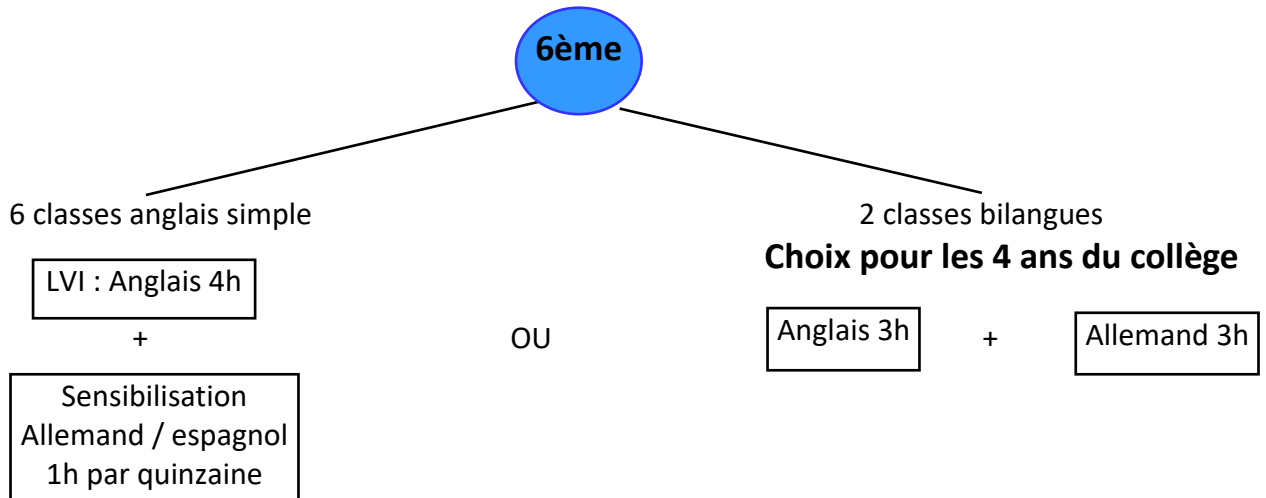 6ème
6 classes anglais simple
LVI : Anglais 4h
+
Sensibilisation
Allemand / espagnol
1h par quinzaine
OU
2 classes bilangues
Choix pour les 4 ans du collège
Anglais 3h
+
Allemand 3h